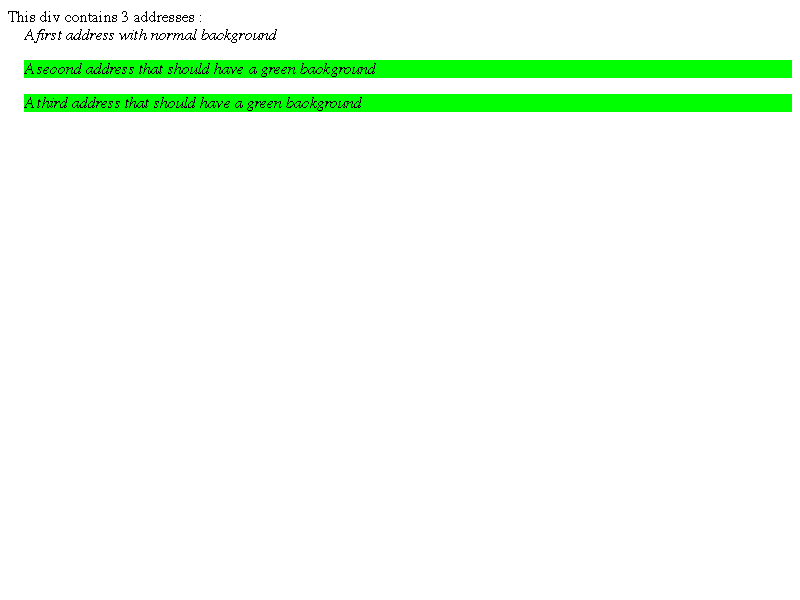 This div contains 3 addresses :
A first address with normal background
A second address that should have a green background
A third address that should have a green background